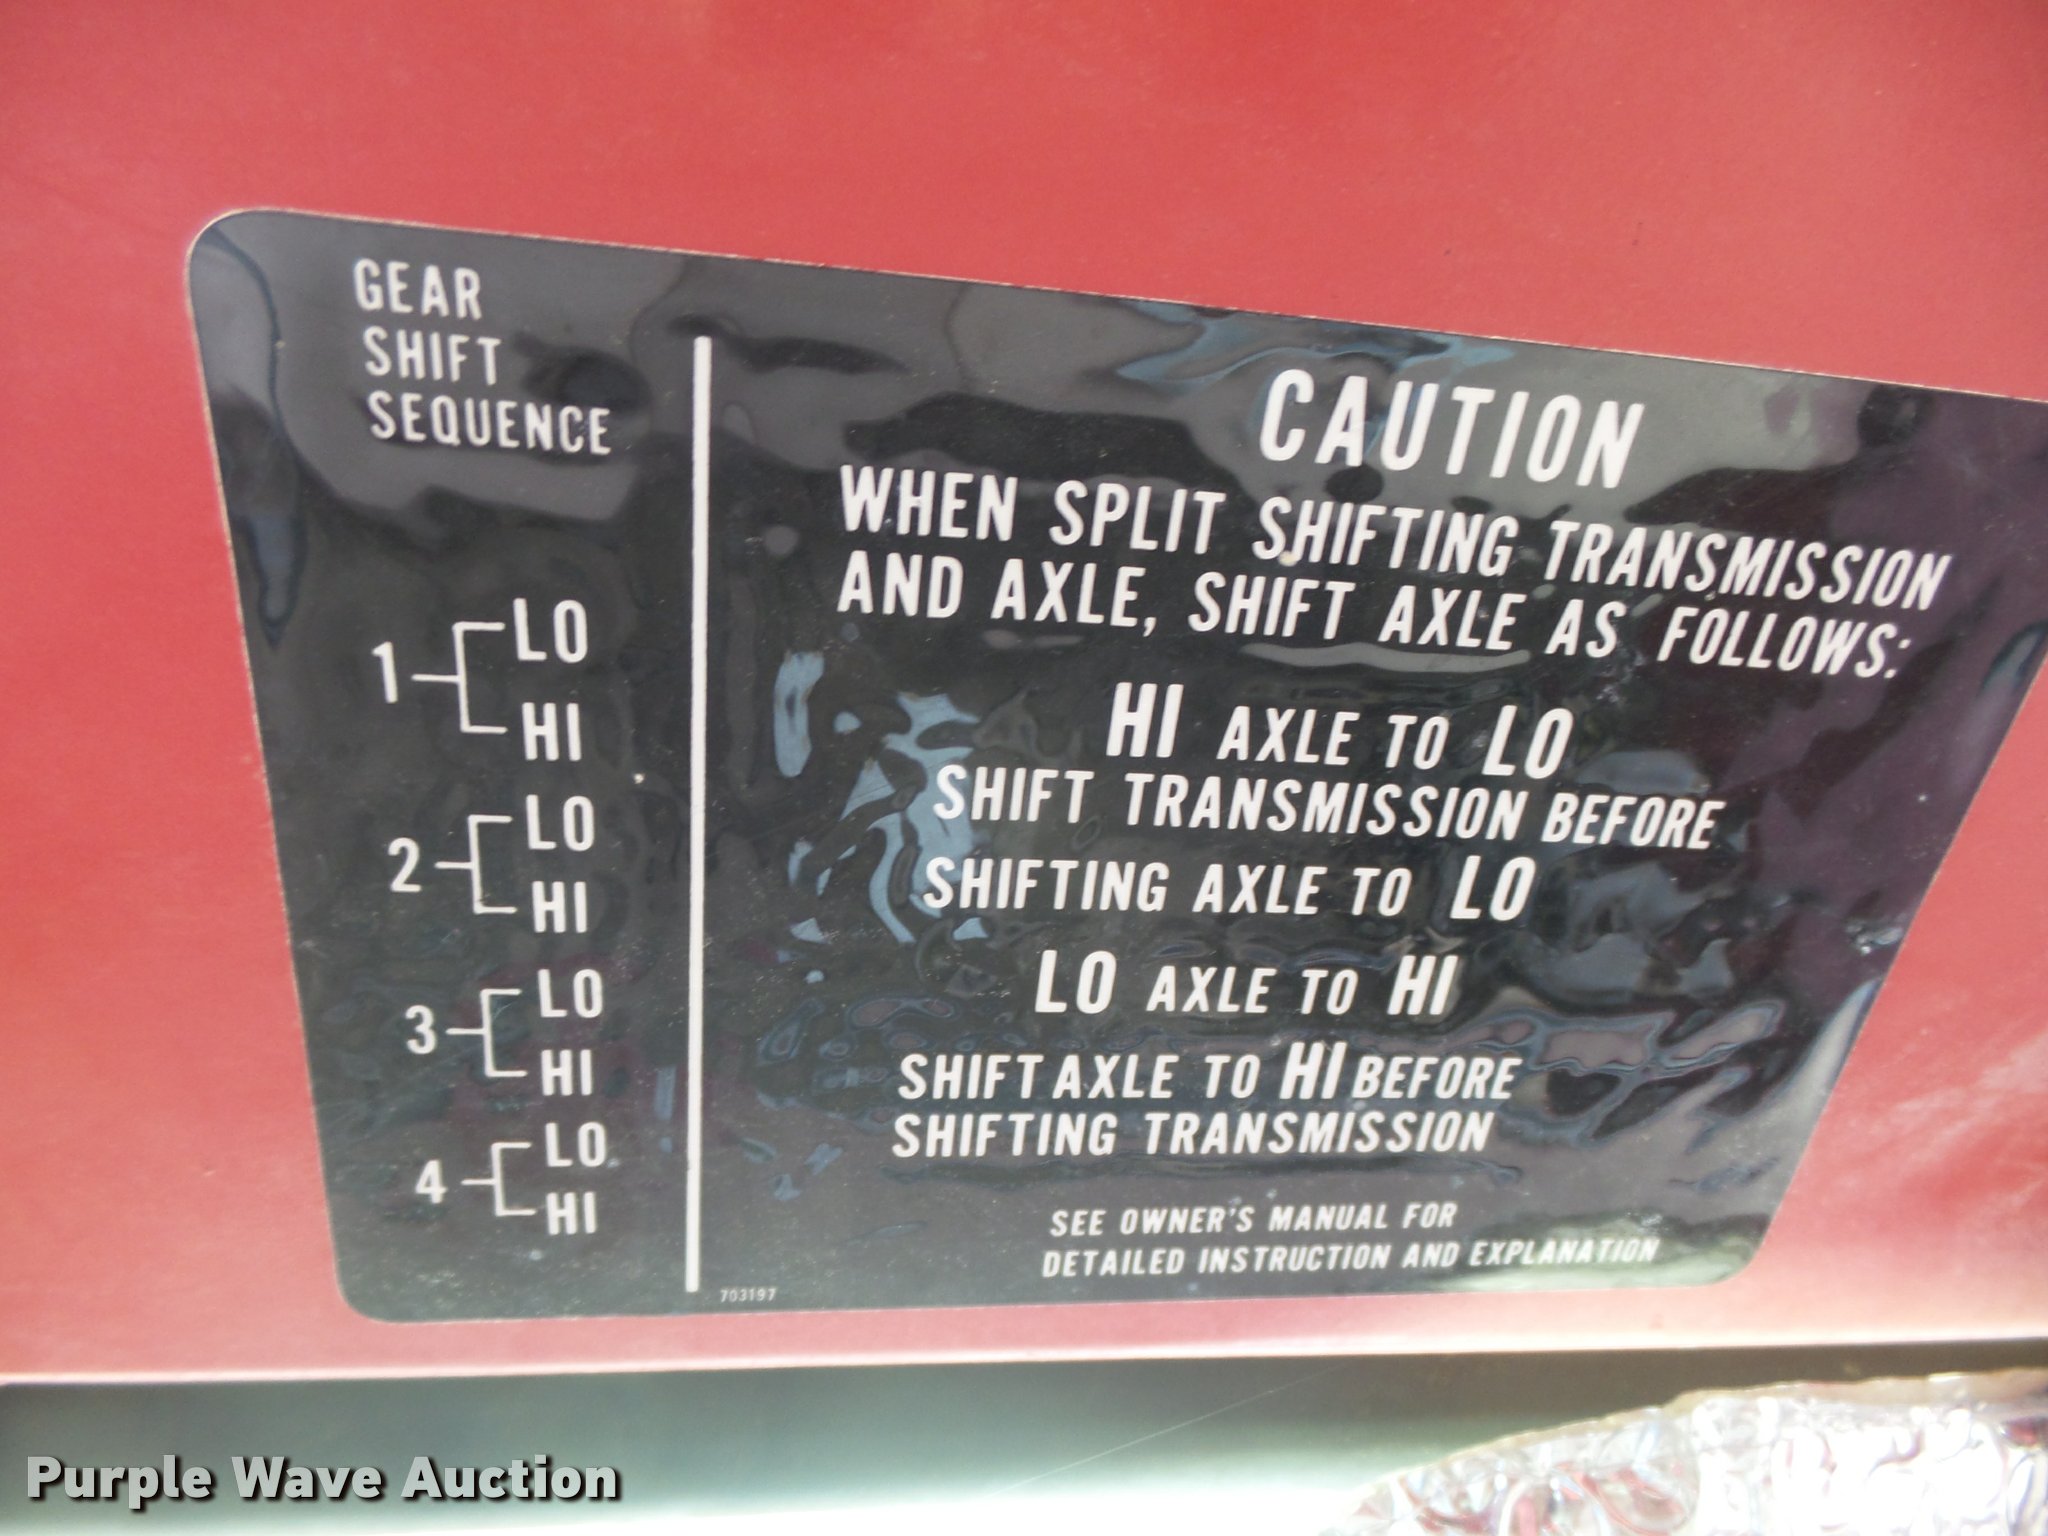 GEAR
SHIFT
SEQUENCE
1 LO
HI
2 LO
HI
3 LO
HI
4 LO
HI
CAUTION
WHEN SPLIT SHIFTING TRANSMISSION
AND AXLE, SHIFT AXLE AS FOLLOWS:
HI AXLE TO LO
SHIFT TRANSMISSION BEFORE
SHIFTING AXLE TO LO
LO AXLE TO HI
SHIFT AXLE TO HI BEFORE
SHIFTING TRANSMISSION
SEE OWNER'S MANUAL FOR
DETAILED INSTRUCTION AND EXPLANATION
703197
Purple Wave Auction